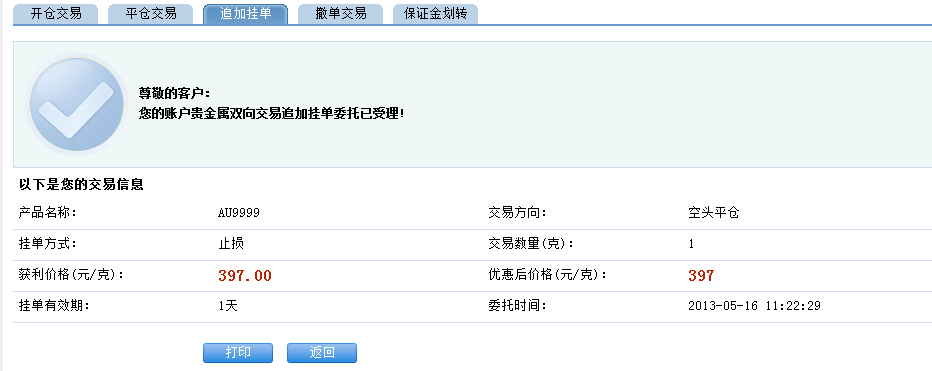 开仓交易 平仓交易 追加挂单 撤单交易 保证金划转
尊敬的客户：
您的账户贵金属双向交易追加挂单委托已受理!
以下是您的交易信息
产品名称： AU9999 交易方向： 空头平仓
挂单方式： 止损 交易数量(克)： 1
获利价格(元/克)： 397.00 优惠后价格(元/克)： 397
挂单有效期： 1天 委托时间： 2013-05-16 11:22:29
打印 返回